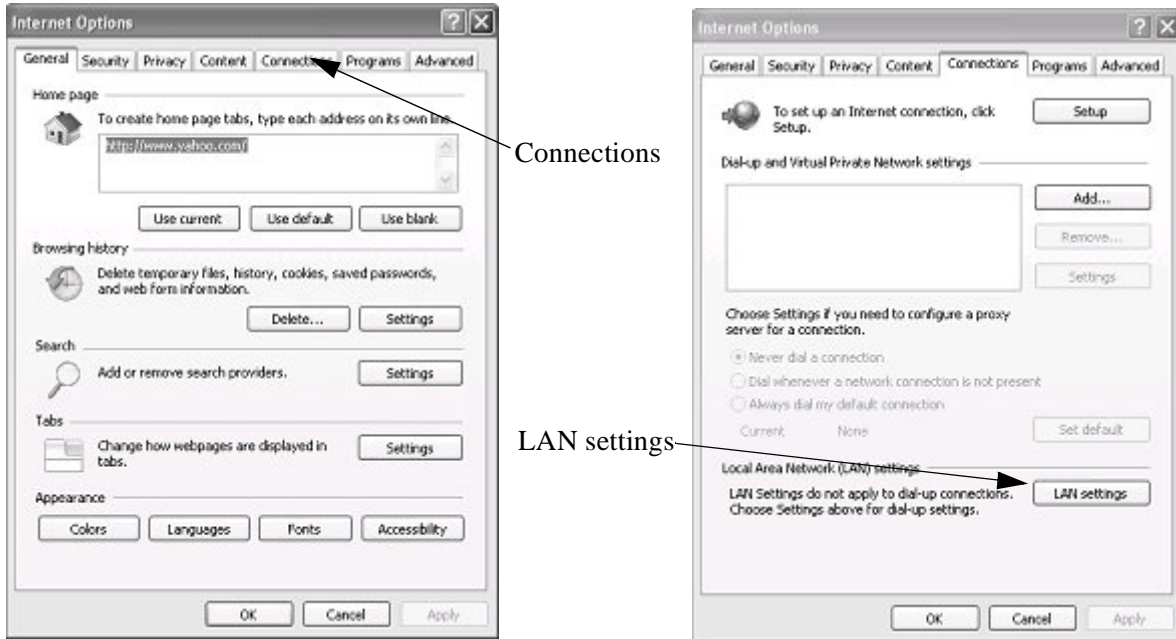 Internet Options
General Security Privacy Content Connections Programs Advanced
Home page
To create home page tabs, type each address on its own line.
http://www.yahoo.com/
Use current Use default Use blank
Browsing history
Delete temporary files, history, cookies, saved passwords,
and web form information.
Delete... Settings
Search
Add or remove search providers.
Settings
Tabs
Change how webpages are displayed in
tabs.
Settings
Appearance
Colors Languages Fonts Accessibility
OK Cancel Apply
Connections
LAN settings
Internet Options
General Security Privacy Content Connections Programs Advanced
To set up an Internet connection, click
Setup.
Setup
Dial-up and Virtual Private Network settings
Add...
Remove...
Settings
Choose Settings if you need to configure a proxy
server for a connection.
Never dial a connection
Dial whenever a network connection is not present
Always dial my default connection
Current None
Set default
Local Area Network (LAN) settings
LAN Settings do not apply to dial-up connections.
Choose Settings above for dial-up settings.
LAN settings
OK Cancel Apply